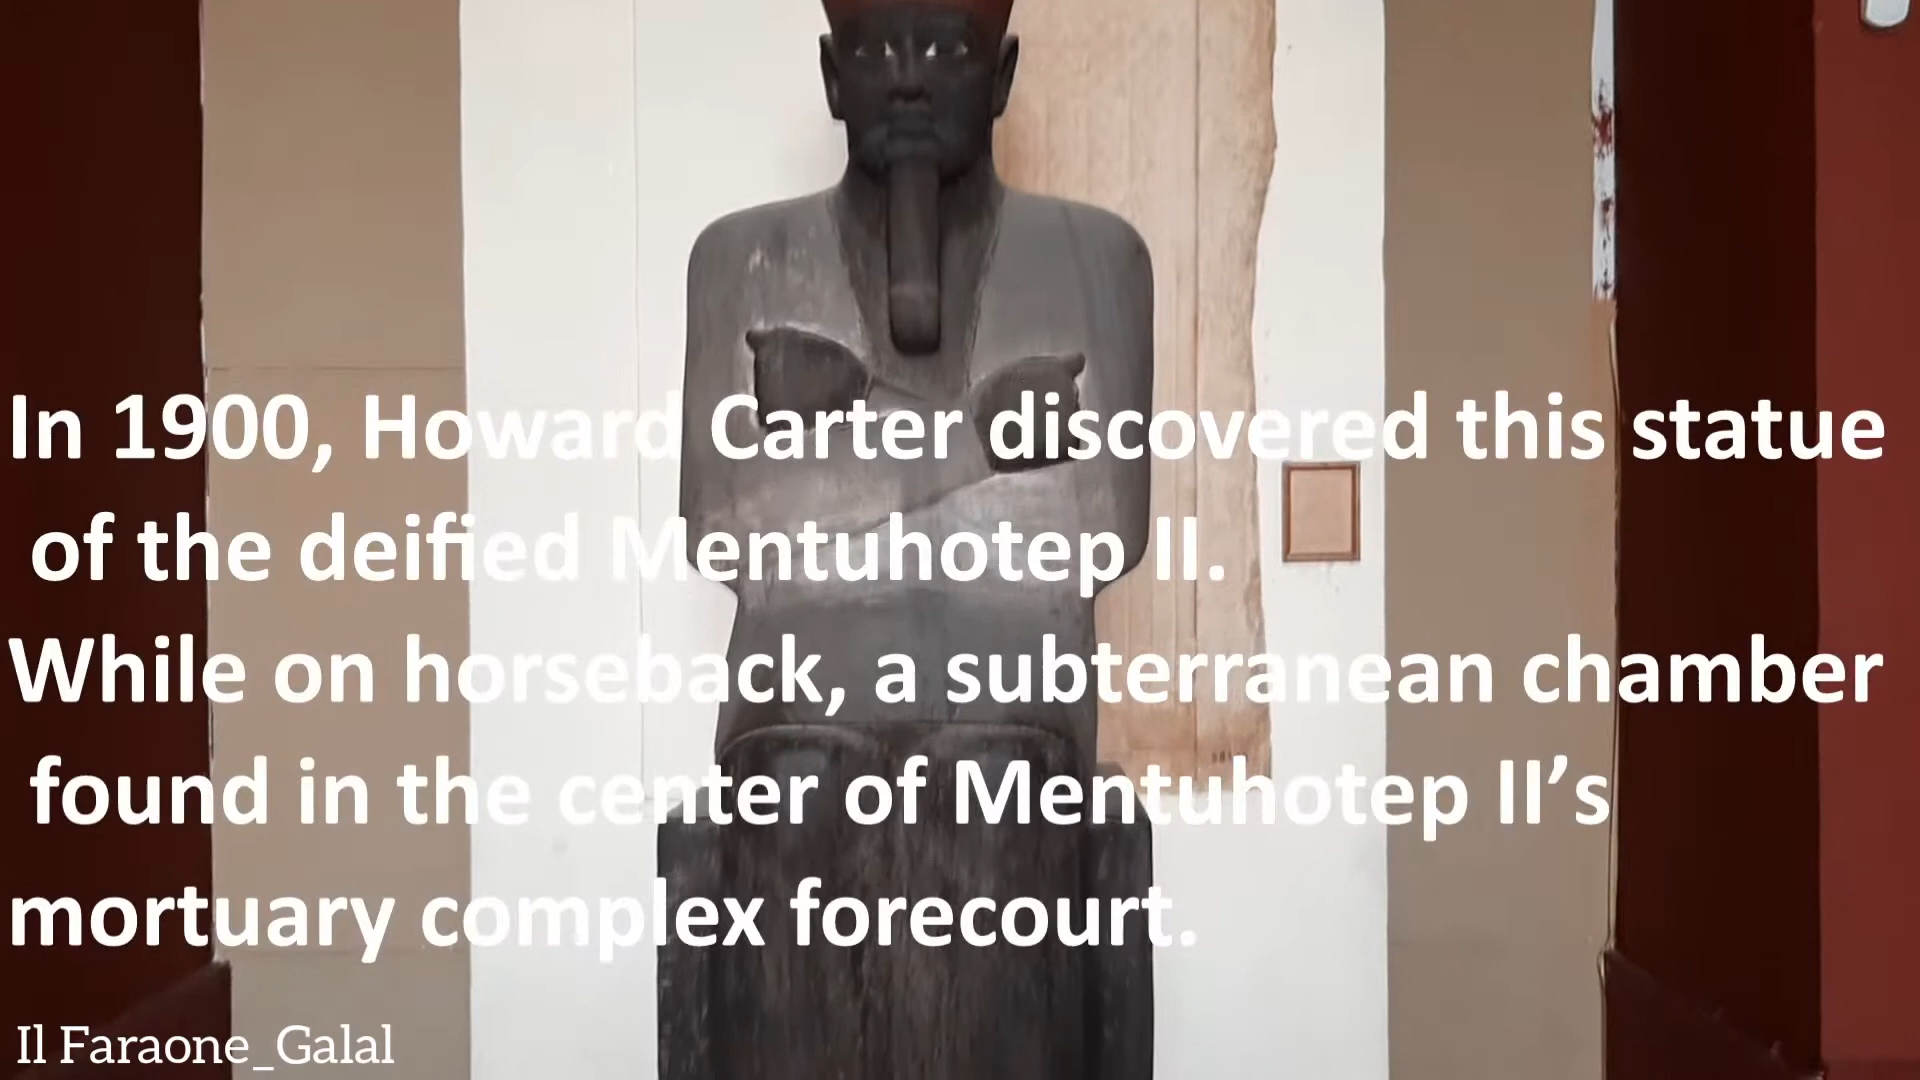 In 1900, Howard Carter discovered this statue
of the deified Mentuhotep II.
While on horseback, a subterranean chamber
found in the center of Mentuhotep II’s
mortuary complex forecourt.
Il Faraone_Galal